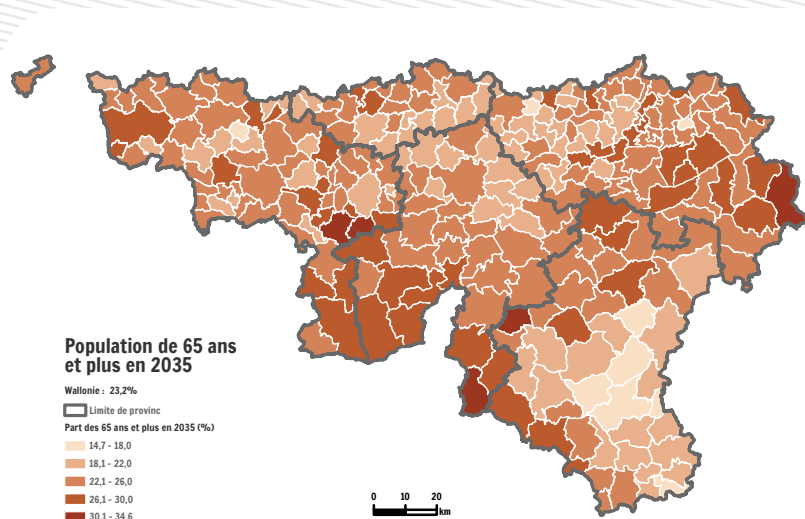 Population de 65 ans
et plus en 2035
Wallonie : 23,2%
Limite de provinc
Part des 65 ans et plus en 2035 (%)
14,7 - 18,0
18,1 - 22,0
22,1 - 26,0
26,1 - 30,0
30,1 - 34,6
0 10 20
km